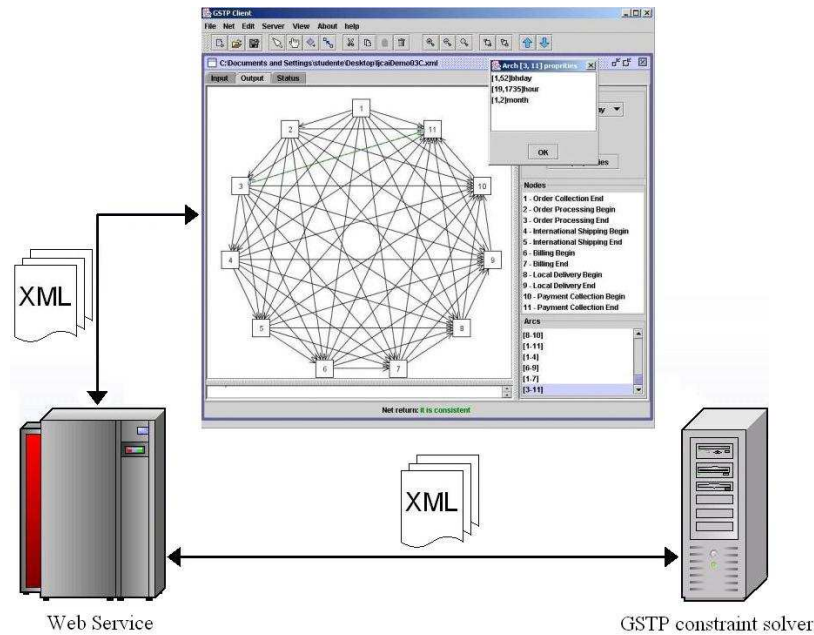 GSTP Client
File Net Edit Server View About help
C:\Documents and Settings\studente\Desktop\ijcaiDemo03C.xml
Input Output Status
Arch [3, 11] proprities
[1,52]bhday
[19,1735]hour
[1,2]month
OK
1
2
3
4
5
6
7
8
9
10
11
Nodes
1 - Order Collection End
2 - Order Processing Begin
3 - Order Processing End
4 - International Shipping Begin
5 - International Shipping End
6 - Billing Begin
7 - Billing End
8 - Local Delivery Begin
9 - Local Delivery End
10 - Payment Collection Begin
11 - Payment Collection End
Arcs
[8-10]
[1-11]
[1-4]
[6-9]
[1-7]
[3-11]
Net return: it is consistent
XML
XML
Web Service
GSTP constraint solver